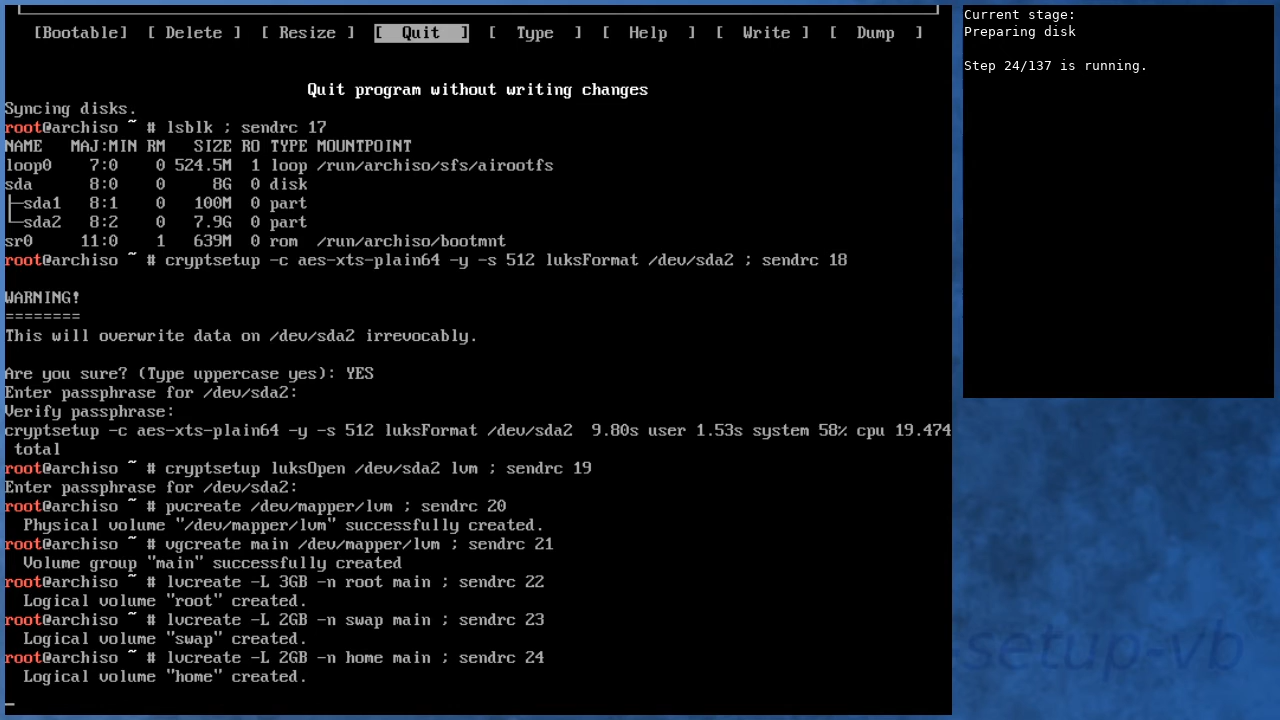 [Bootable]  [ Delete ]  [ Resize ]  [  Quit  ]  [  Type  ]  [  Help  ]  [  Write ]  [  Dump  ]
Quit program without writing changes
Syncing disks.
root@archiso ~ # lsblk ; sendrc 17
NAME   MAJ:MIN RM   SIZE RO TYPE MOUNTPOINT
loop0    7:0    0 524.5M  1 loop /run/archiso/sfs/airootfs
sda      8:0    0     8G  0 disk
├─sda1   8:1    0   100M  0 part
└─sda2   8:2    0   7.9G  0 part
sr0     11:0    1   639M  0 rom  /run/archiso/bootmnt
root@archiso ~ # cryptsetup -c aes-xts-plain64 -y -s 512 luksFormat /dev/sda2 ; sendrc 18
WARNING!
========
This will overwrite data on /dev/sda2 irrevocably.
Are you sure? (Type uppercase yes): YES
Enter passphrase for /dev/sda2:
Verify passphrase:
cryptsetup -c aes-xts-plain64 -y -s 512 luksFormat /dev/sda2  9.80s user 1.53s system 58% cpu 19.474
 total
root@archiso ~ # cryptsetup luksOpen /dev/sda2 lvm ; sendrc 19
Enter passphrase for /dev/sda2:
root@archiso ~ # pvcreate /dev/mapper/lvm ; sendrc 20
  Physical volume "/dev/mapper/lvm" successfully created.
root@archiso ~ # vgcreate main /dev/mapper/lvm ; sendrc 21
  Volume group "main" successfully created
root@archiso ~ # lvcreate -L 3GB -n root main ; sendrc 22
  Logical volume "root" created.
root@archiso ~ # lvcreate -L 2GB -n swap main ; sendrc 23
  Logical volume "swap" created.
root@archiso ~ # lvcreate -L 2GB -n home main ; sendrc 24
  Logical volume "home" created.
_
Current stage:
Preparing disk
Step 24/137 is running.
setup-vb